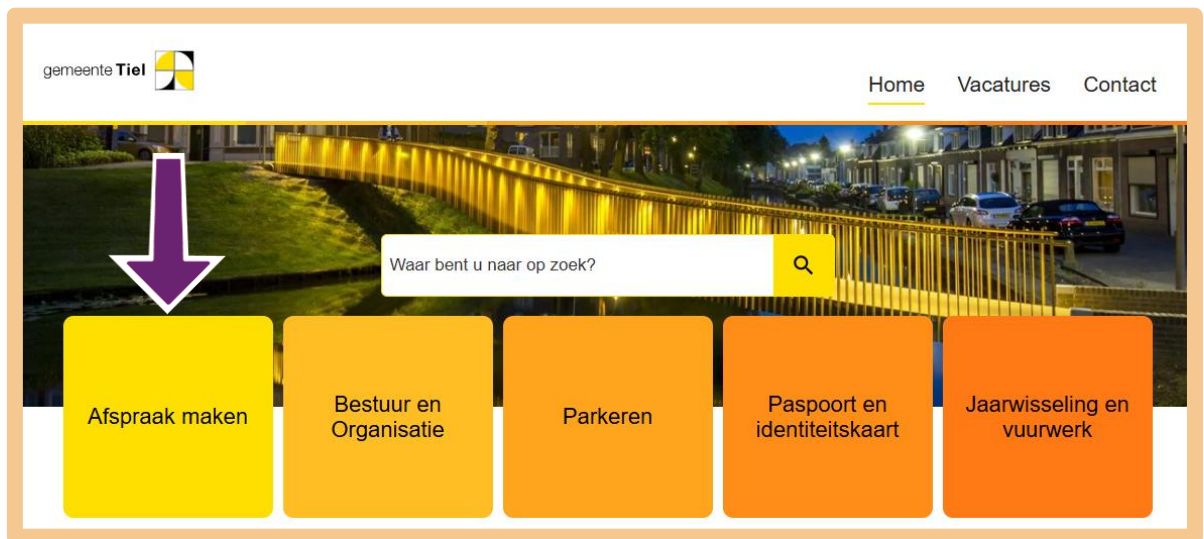 gemeente Tiel
Home Vacatures Contact
Waar bent u naar op zoek?
Afspraak maken
Bestuur en
Organisatie
Parkeren
Paspoort en
identiteitskaart
Jaarwisseling en
vuurwerk